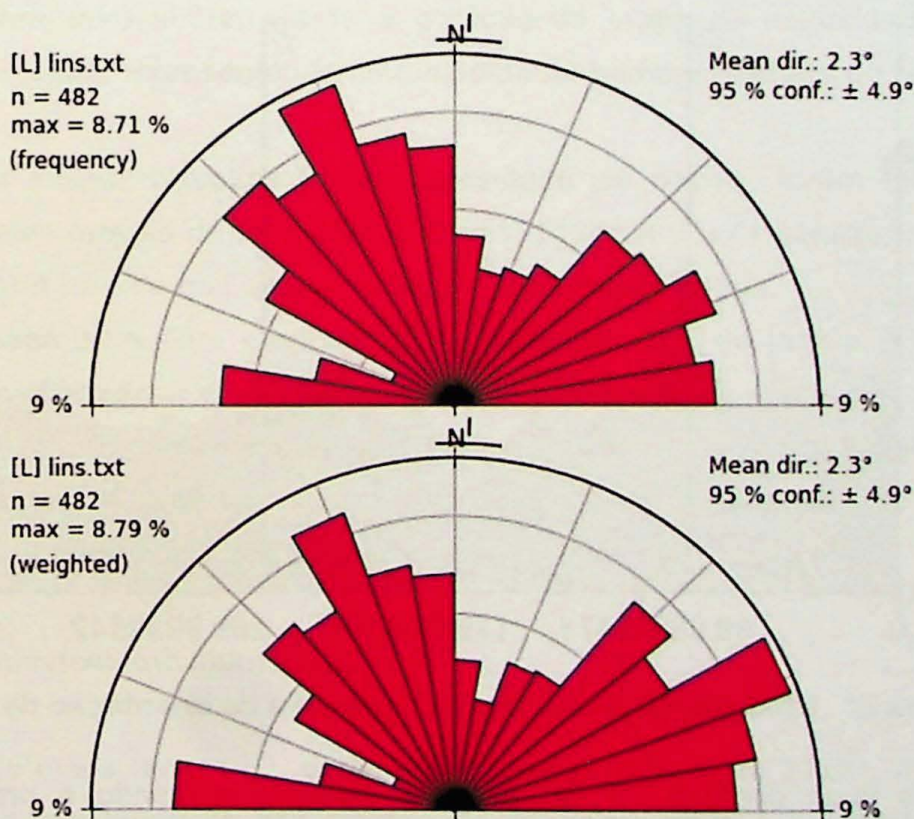 N
[L] lins.txt
n = 482
max = 8.71 %
(frequency)
Mean dir.: 2.3°
95 % conf.: ± 4.9°
9 %
9 %
N
[L] lins.txt
n = 482
max = 8.79 %
(weighted)
Mean dir.: 2.3°
95 % conf.: ± 4.9°
9 %
9 %